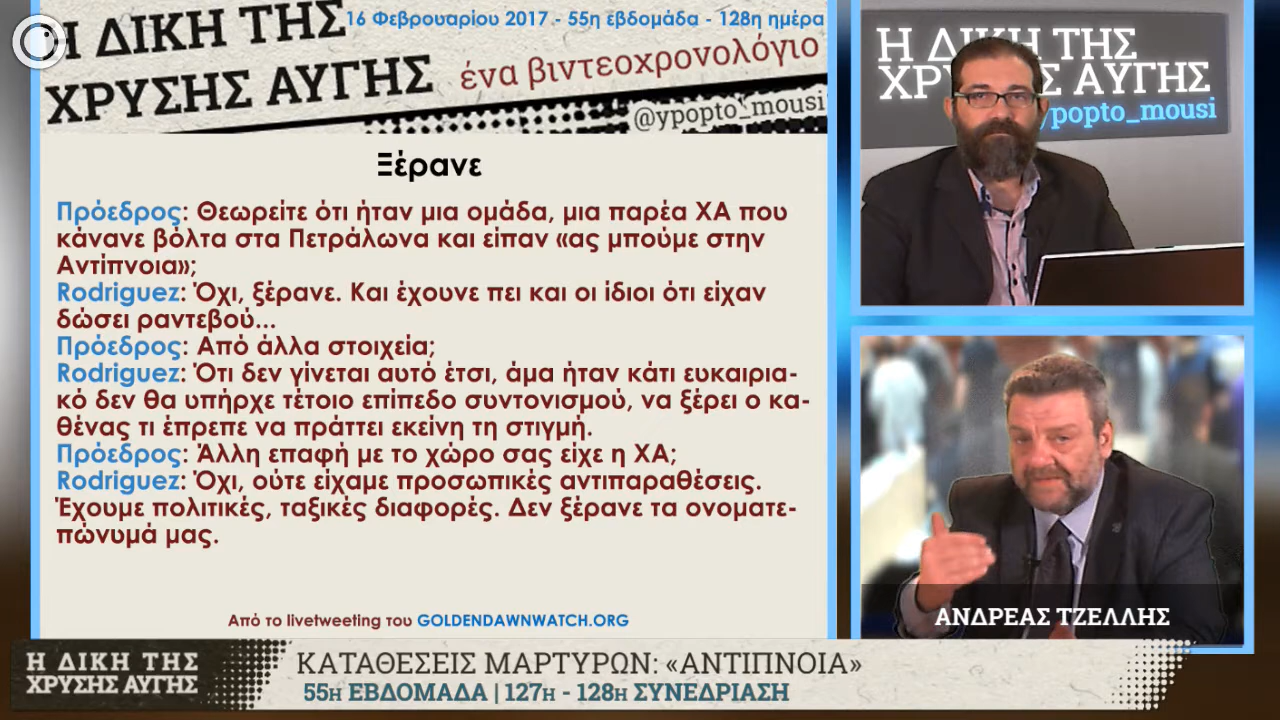 Η ΔΙΚΗ ΤΗΣ
ΧΡΥΣΗΣ ΑΥΓΗΣ
16 Φεβρουαρίου 2017 - 55η εβδομάδα - 128η ημέρα
ένα βιντεοχρονολόγιο
@ypopto_mousi
Ξέρανε
Πρόεδρος: Θεωρείτε ότι ήταν μια ομάδα, μια παρέα ΧΑ που
κάνανε βόλτα στα Πετράλωνα και είπαν «ας μπούμε στην
Αντίπνοια»;
Rodriguez: Όχι, ξέρανε. Και έχουνε πει και οι ίδιοι ότι είχαν
δώσει ραντεβού...
Πρόεδρος: Από άλλα στοιχεία;
Rodriguez: Ότι δεν γίνεται αυτό έτσι, άμα ήταν κάτι ευκαιρια-
κό δεν θα υπήρχε τέτοιο επίπεδο συντονισμού, να ξέρει ο κα-
θένας τι έπρεπε να πράττει εκείνη τη στιγμή.
Πρόεδρος: Άλλη επαφή με το χώρο σας είχε η ΧΑ;
Rodriguez: Όχι, ούτε είχαμε προσωπικές αντιπαραθέσεις.
Έχουμε πολιτικές, ταξικές διαφορές. Δεν ξέρανε τα ονοματε-
πώνυμά μας.
Από το livetweeting του GOLDENDAWNWATCH.ORG
Η ΔΙΚΗ ΤΗΣ
ΧΡΥΣΗΣ ΑΥΓΗΣ
ypopto_mousi
ΑΝΔΡΕΑΣ ΤΖΕΛΛΗΣ
Η ΔΙΚΗ ΤΗΣ
ΧΡΥΣΗΣ ΑΥΓΗΣ
ΚΑΤΑΘΕΣΕΙΣ ΜΑΡΤΥΡΩΝ: «ΑΝΤΙΠΝΟΙΑ»
55η ΕΒΔΟΜΑΔΑ | 127η - 128η ΣΥΝΕΔΡΙΑΣΗ